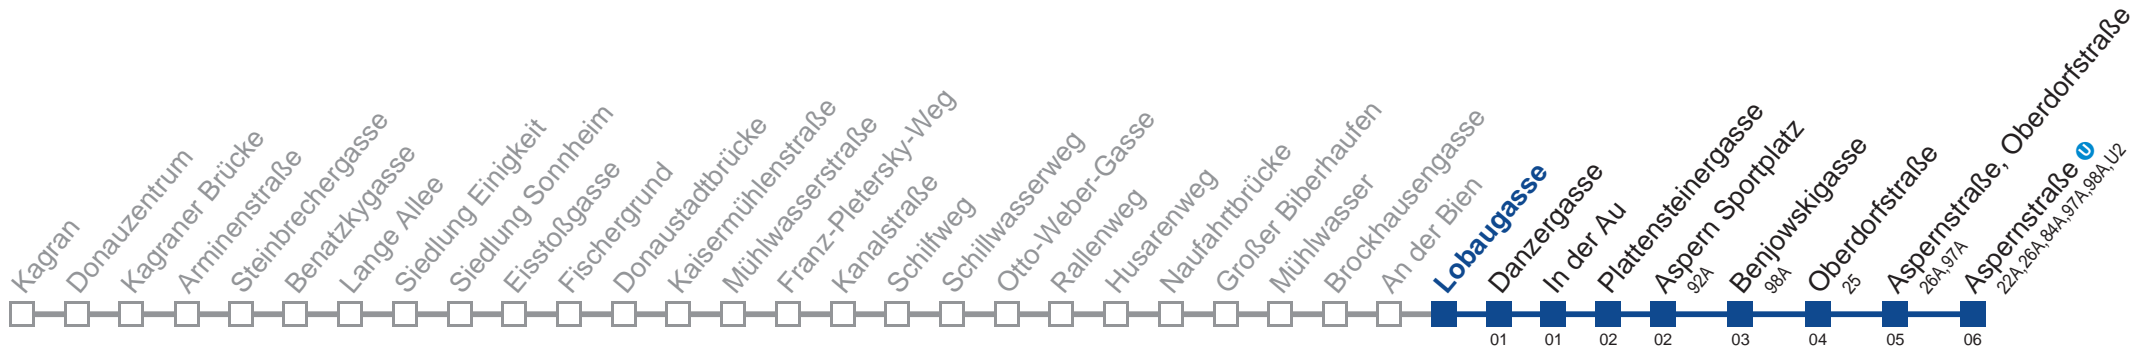 Kagran
Donauzentrum
Kagraner Brücke
Arminenstraße
Steinbrechergasse
Benatzkygasse
Lange Allee
Siedlung Einigkeit
Siedlung Sonnheim
Eisstoßgasse
Fischergrund
Donaustadtbrücke
Kaisermühlenstraße
Mühlwasserstraße
Franz-Pletersky-Weg
Kanalstraße
Schilfweg
Schillwasserweg
Otto-Weber-Gasse
Rallenweg
Husarenweg
Naufahrtbrücke
Großer Biberhaufen
Mühlwasser
Brockhausengasse
An der Bien
Lobaugasse
Danzergasse
01
In der Au
01
Plattensteinergasse
02
Aspern Sportplatz
92A
02
Benjowskigasse
98A
03
Oberdorfstraße
25
04
Aspernstraße, Oberdorfstraße
26A,97A
05
Aspernstraße U
22A,26A,84A,97A,98A,U2
06